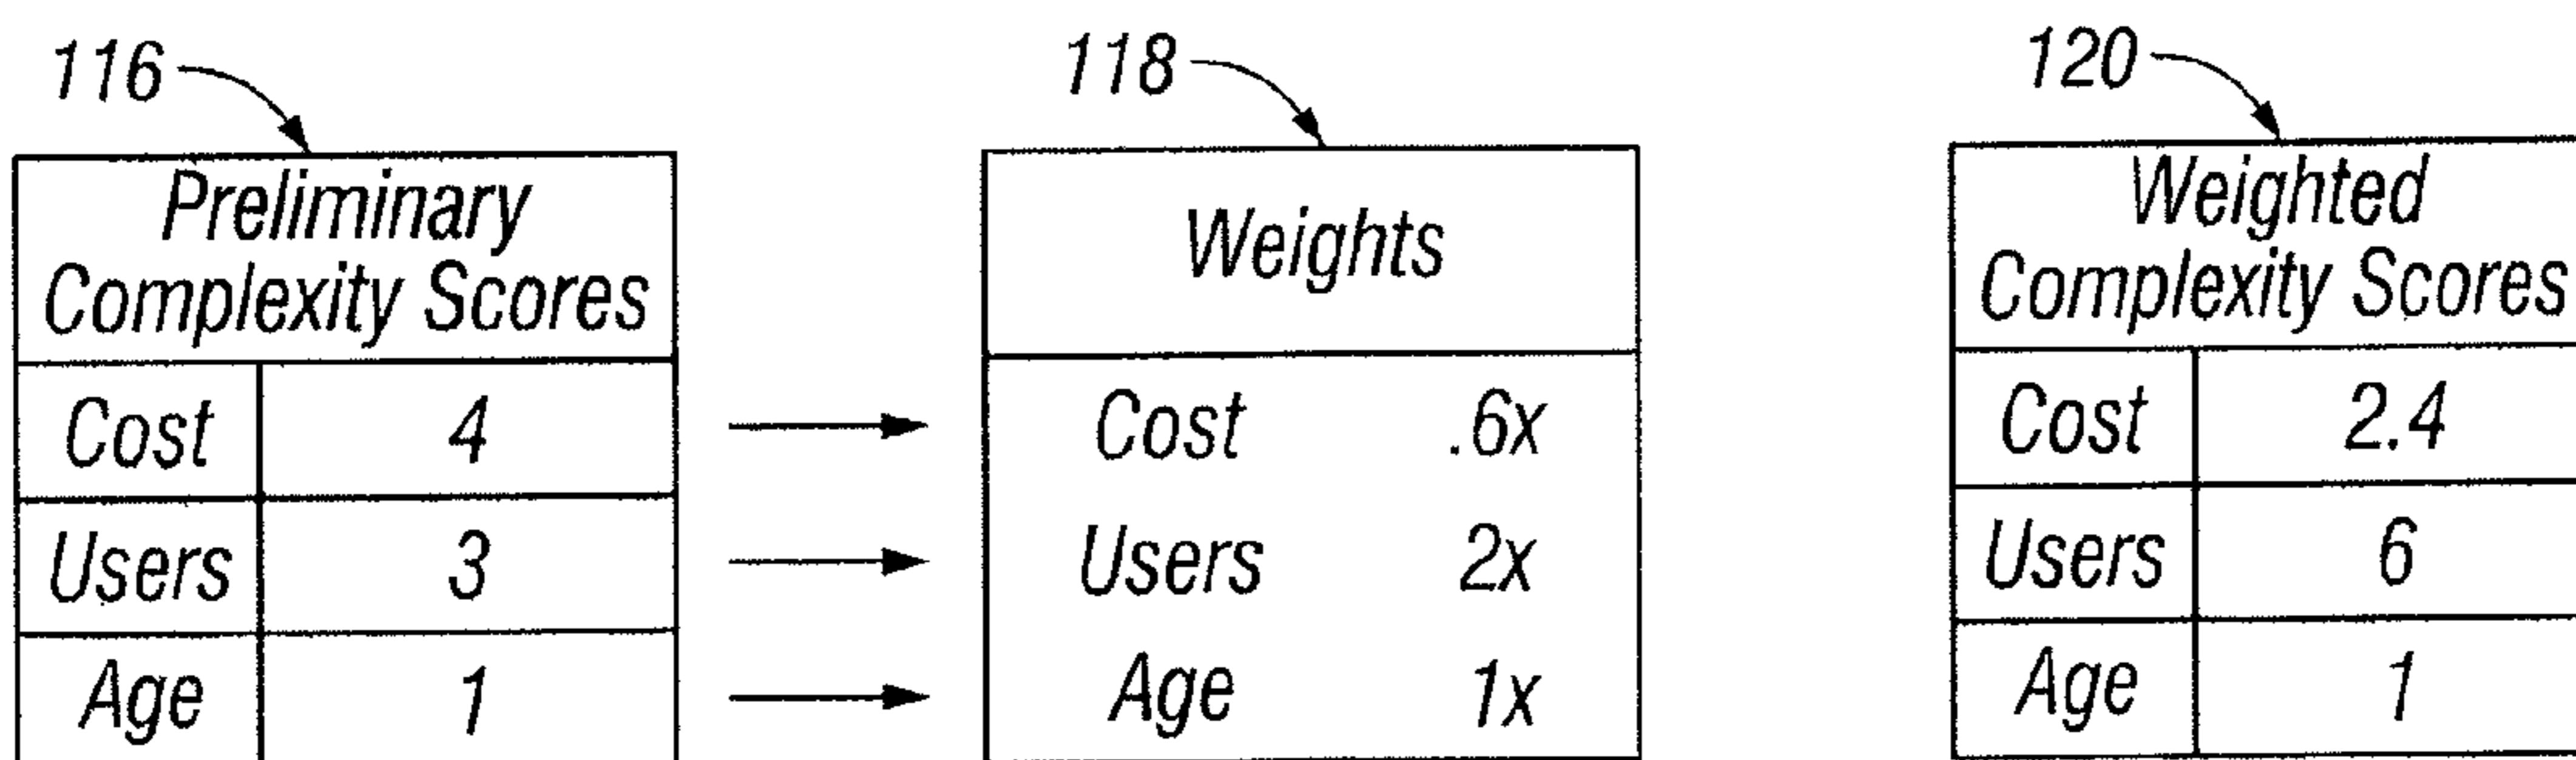 116
Preliminary
Complexity Scores
Cost 4
Users 3
Age 1
118
Weights
Cost .6x
Users 2x
Age 1x
120
Weighted
Complexity Scores
Cost 2.4
Users 6
Age 1